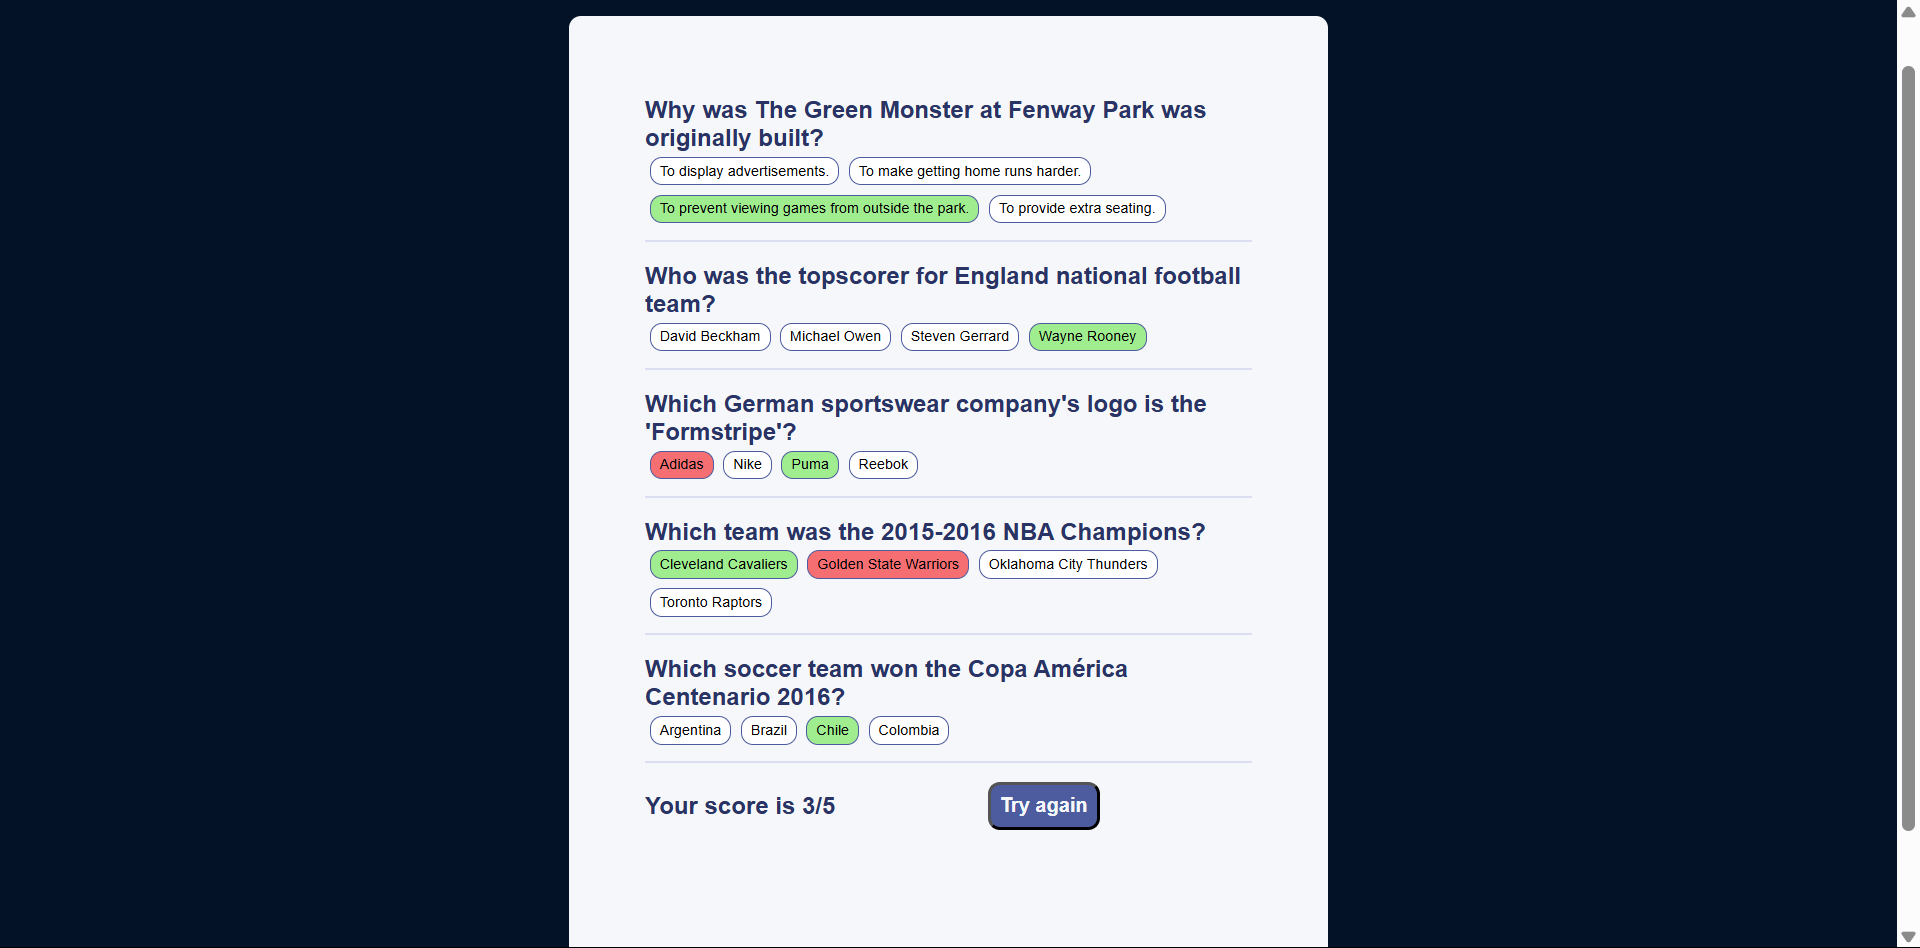 Why was The Green Monster at Fenway Park was
originally built?
To display advertisements. To make getting home runs harder.
To prevent viewing games from outside the park. To provide extra seating.
Who was the topscorer for England national football
team?
David Beckham Michael Owen Steven Gerrard Wayne Rooney
Which German sportswear company's logo is the
'Formstripe'?
Adidas Nike Puma Reebok
Which team was the 2015-2016 NBA Champions?
Cleveland Cavaliers Golden State Warriors Oklahoma City Thunders
Toronto Raptors
Which soccer team won the Copa América
Centenario 2016?
Argentina Brazil Chile Colombia
Your score is 3/5 Try again